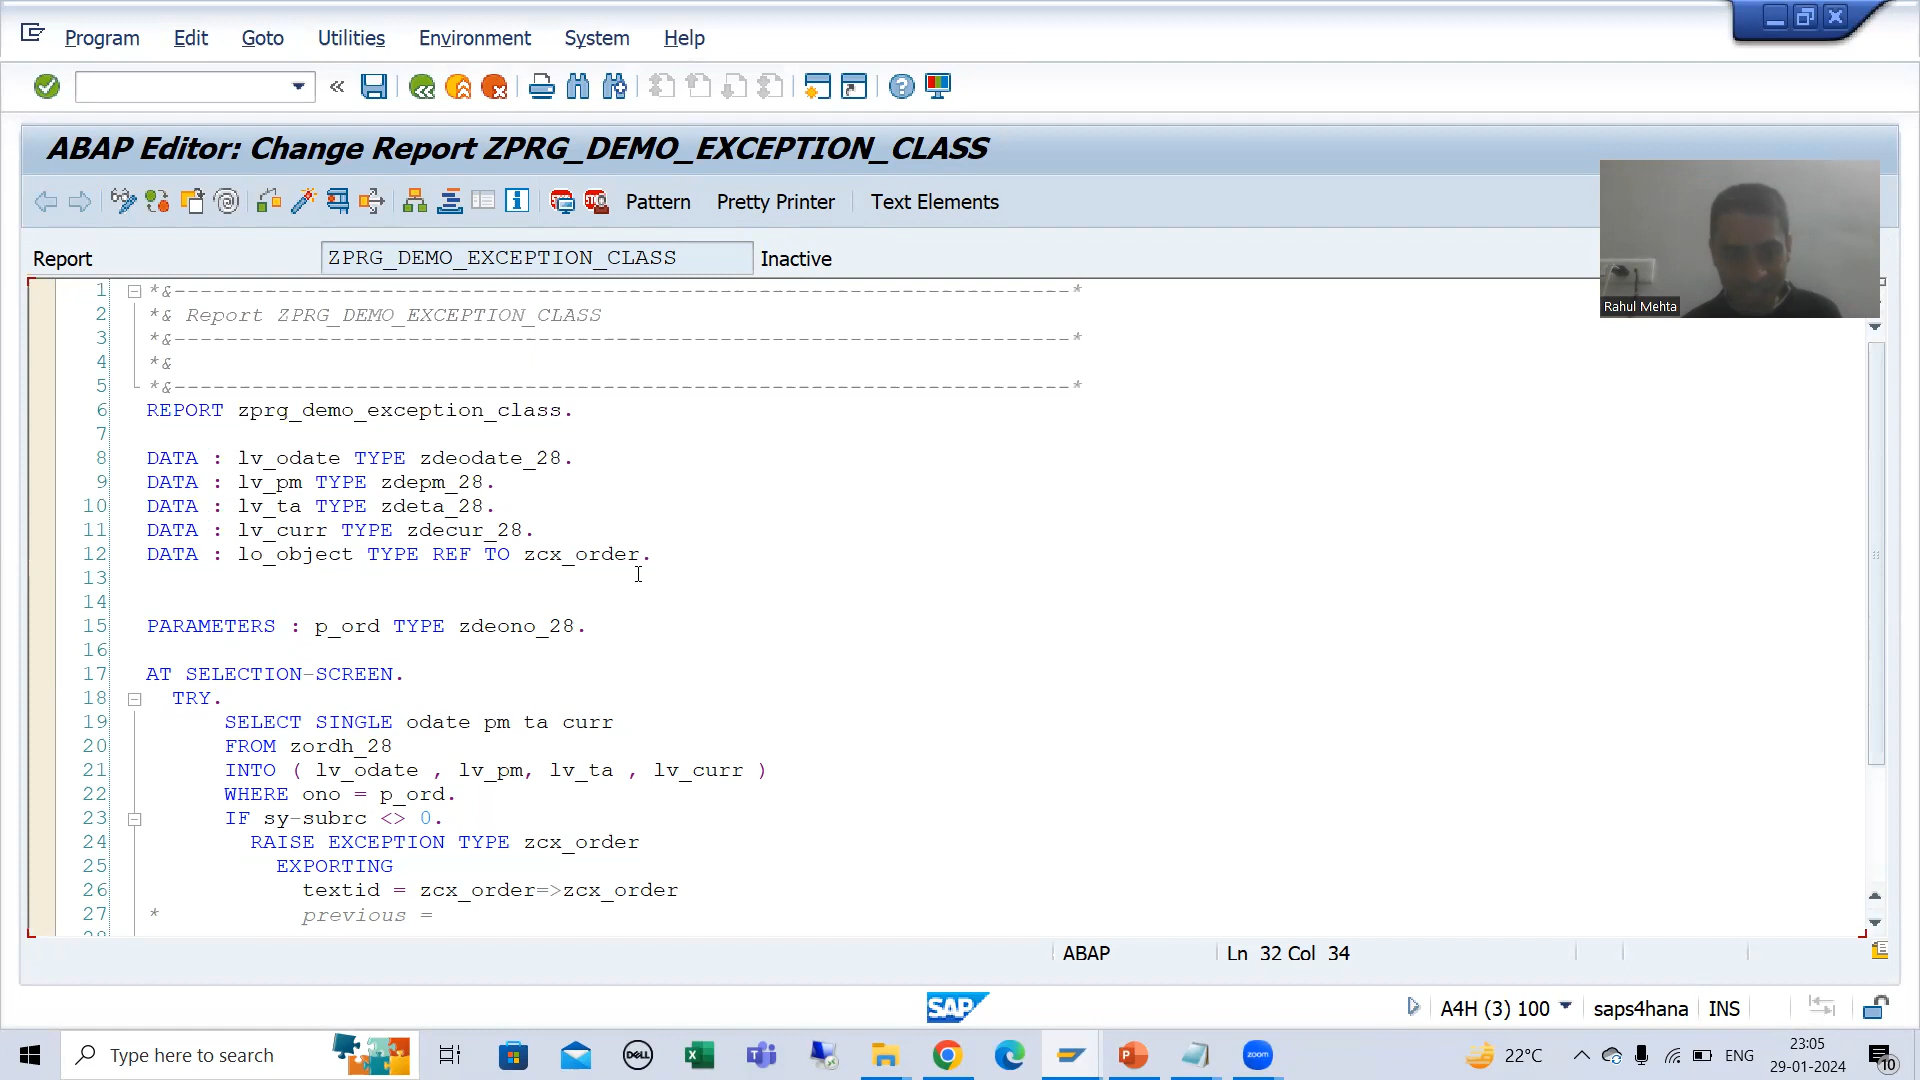 Program Edit Goto Utilities Environment System Help
ABAP Editor: Change Report ZPRG_DEMO_EXCEPTION_CLASS
Pattern Pretty Printer Text Elements
Report ZPRG_DEMO_EXCEPTION_CLASS Inactive
Rahul Mehta
1 *&---------------------------------------------------------------------*
2 *& Report ZPRG_DEMO_EXCEPTION_CLASS
3 *&---------------------------------------------------------------------*
4 *&
5 *&---------------------------------------------------------------------*
6 REPORT zprg_demo_exception_class.
7
8 DATA : lv_odate TYPE zdeodate_28.
9 DATA : lv_pm TYPE zdepm_28.
10 DATA : lv_ta TYPE zdeta_28.
11 DATA : lv_curr TYPE zdecur_28.
12 DATA : lo_object TYPE REF TO zcx_order.
13
14
15 PARAMETERS : p_ord TYPE zdeono_28.
16
17 AT SELECTION-SCREEN.
18 TRY.
19 SELECT SINGLE odate pm ta curr
20 FROM zordh_28
21 INTO ( lv_odate , lv_pm, lv_ta , lv_curr )
22 WHERE ono = p_ord.
23 IF sy-subrc <> 0.
24 RAISE EXCEPTION TYPE zcx_order
25 EXPORTING
26 textid = zcx_order=>zcx_order
27 * previous =
ABAP Ln 32 Col 34
SAP A4H (3) 100 saps4hana INS
Type here to search DELL zoom 22°C ENG 23:05
29-01-2024 10